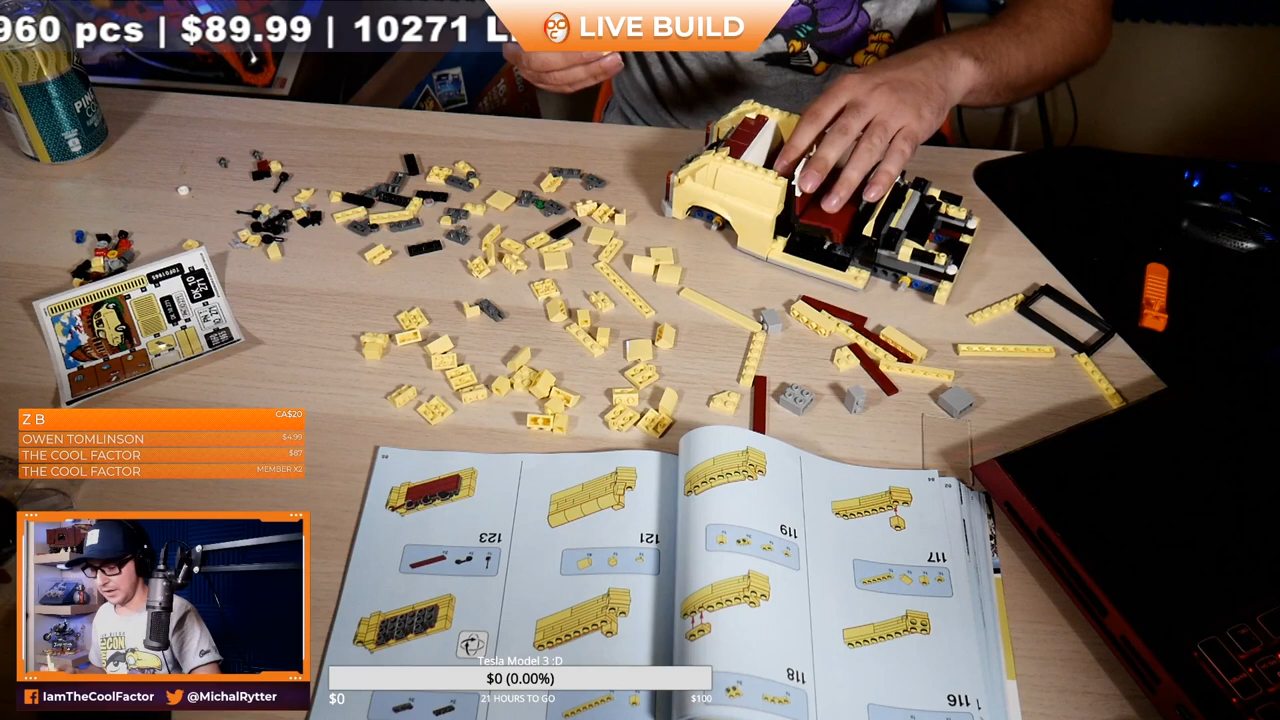 960 pcs | $89.99 | 10271 L
LIVE BUILD
Z B
CA$20
OWEN TOMLINSON
$4.99
THE COOL FACTOR
$87
THE COOL FACTOR
MEMBER X2
123
121
119
117
118
116
Tesla Model 3 :D
$0 (0.00%)
$0
21 HOURS TO GO
$100
IamTheCoolFactor
@MichalRytter